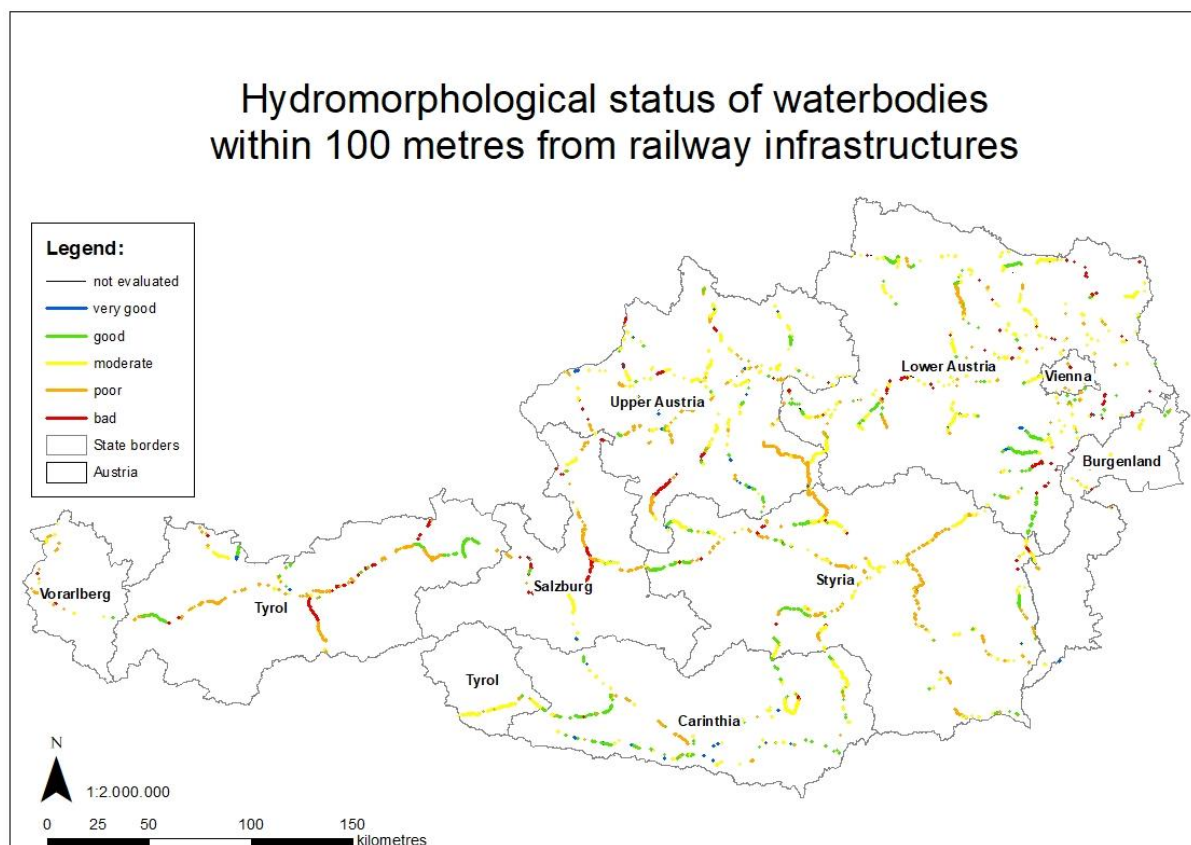 Hydromorphological status of waterbodies
within 100 metres from railway infrastructures
Legend:
not evaluated
very good
good
moderate
poor
bad
State borders
Austria
Lower Austria
Vienna
Upper Austria
Burgenland
Styria
Salzburg
Vorarlberg
Tyrol
Tyrol
Carinthia
N
1:2.000.000
0 25 50 100 150
kilometres